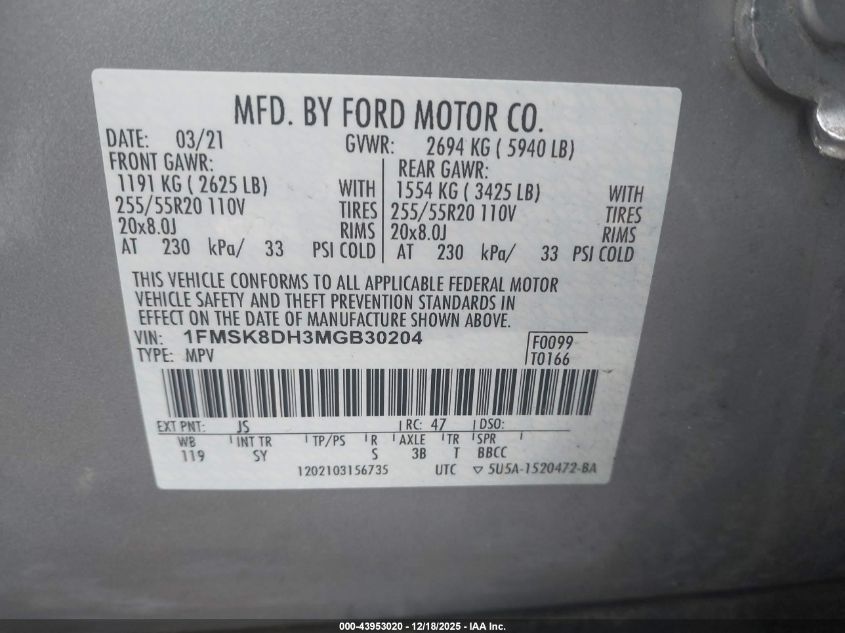 MFD. BY FORD MOTOR CO.
DATE: 03/21 GVWR: 2694 KG ( 5940 LB)
FRONT GAWR: REAR GAWR:
1191 KG ( 2625 LB) WITH 1554 KG ( 3425 LB) WITH
255/55R20 110V TIRES 255/55R20 110V TIRES
20x8.0J RIMS 20x8.0J RIMS
AT 230 kPa/ 33 PSI COLD AT 230 kPa/ 33 PSI COLD
THIS VEHICLE CONFORMS TO ALL APPLICABLE FEDERAL MOTOR
VEHICLE SAFETY AND THEFT PREVENTION STANDARDS IN
EFFECT ON THE DATE OF MANUFACTURE SHOWN ABOVE.
VIN: 1FMSK8DH3MGB30204 F0099
TYPE: MPV T0166
EXT PNT: JS RC: 47 DSO:
WB INT TR TP/PS R AXLE TR SPR
119 SY S 3B T BBCC
1202103156735 UTC ▽ 5U5A-1520472-BA
000-43953020 - 12/18/2025 - IAA Inc.